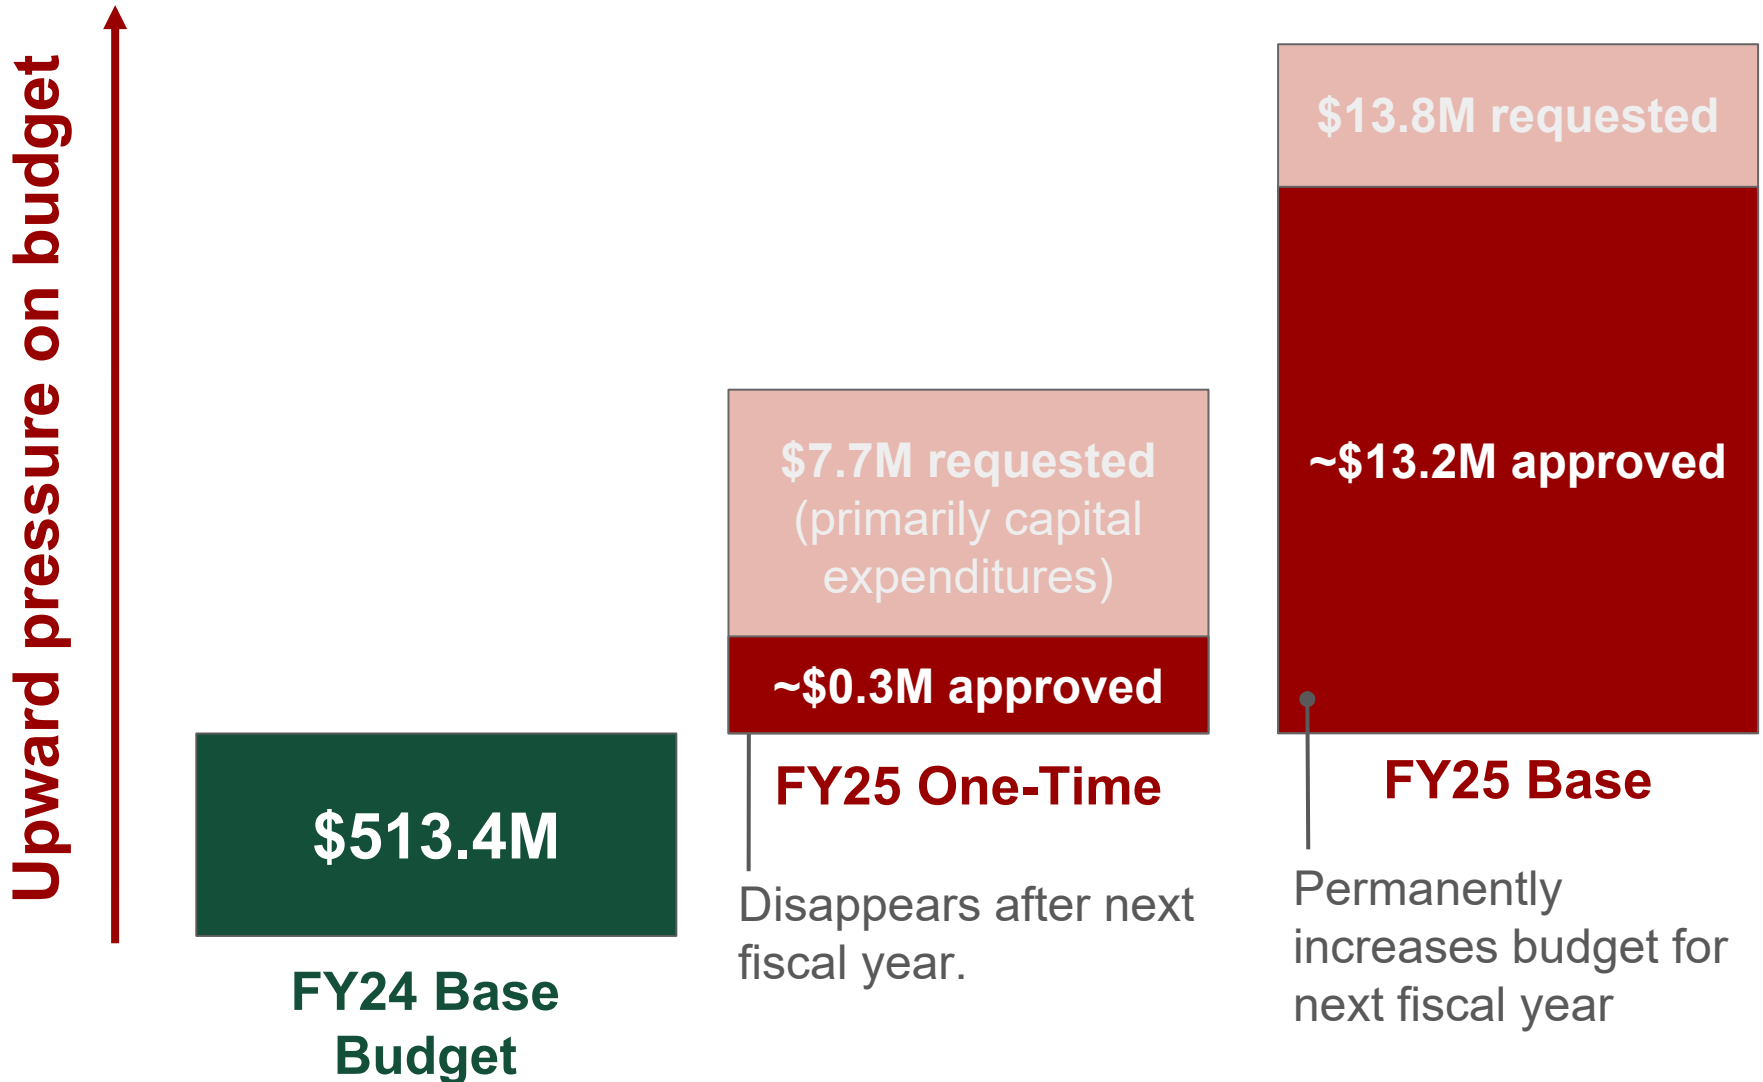 Upward pressure on budget
$513.4M
FY24 Base
Budget
$7.7M requested
(primarily capital
expenditures)
~$0.3M approved
FY25 One-Time
Disappears after next
fiscal year.
$13.8M requested
~$13.2M approved
FY25 Base
Permanently
increases budget for
next fiscal year